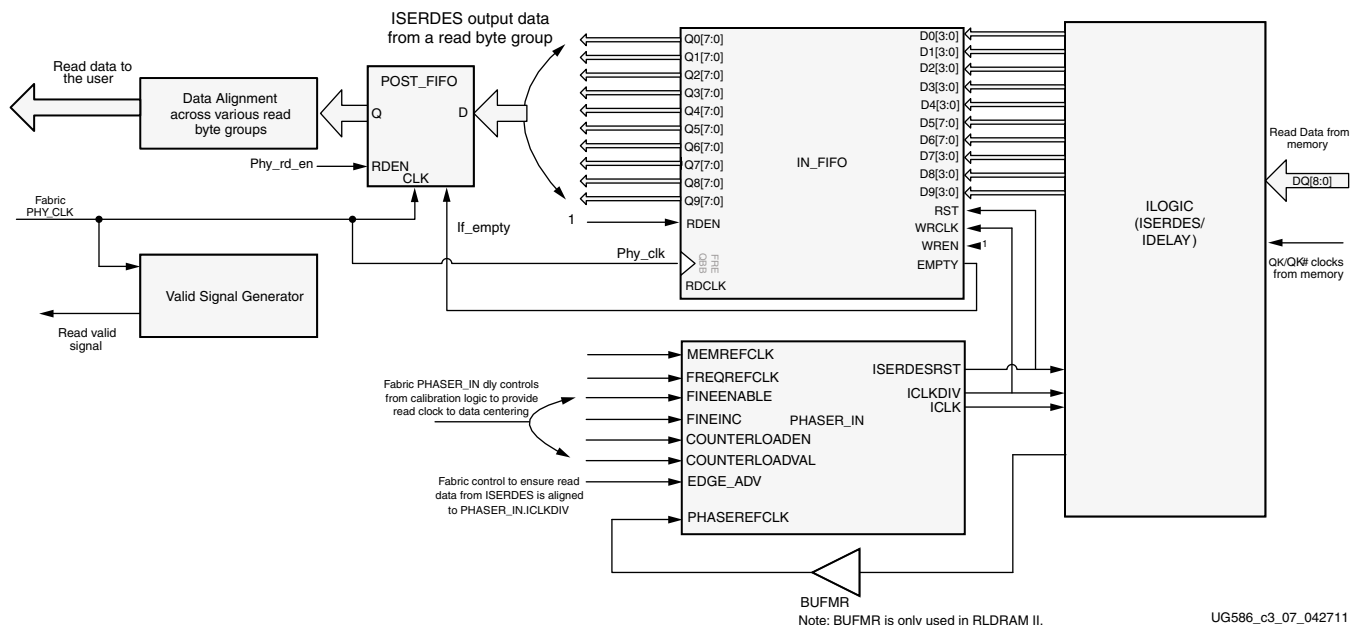 ISERDES output data
from a read byte group
Read data to
the user
Data Alignment
across various read
byte groups
POST_FIFO
Q
D
RDEN
CLK
Phy_rd_en
Fabric
PHY_CLK
If_empty
Valid Signal Generator
Read valid
signal
Q0[7:0]
Q1[7:0]
Q2[7:0]
Q3[7:0]
Q4[7:0]
Q5[7:0]
Q6[7:0]
Q7[7:0]
Q8[7:0]
Q9[7:0]
1
RDEN
Phy_clk
FRE
QBB
RDCLK
IN_FIFO
D0[3:0]
D1[3:0]
D2[3:0]
D3[3:0]
D4[3:0]
D5[7:0]
D6[7:0]
D7[3:0]
D8[3:0]
D9[3:0]
RST
WRCLK
WREN
1
EMPTY
ILOGIC
(ISERDES/
IDELAY)
Read Data from
memory
DQ[8:0]
QK/QK# clocks
from memory
Fabric PHASER_IN dly controls
from calibration logic to provide
read clock to data centering
Fabric control to ensure read
data from ISERDES is aligned
to PHASER_IN.ICLKDIV
MEMREFCLK
FREQREFCLK
FINEENABLE
FINEINC
COUNTERLOADEN
COUNTERLOADVAL
EDGE_ADV
PHASEREFCLK
PHASER_IN
ISERDESRST
ICLKDIV
ICLK
BUFMR
Note: BUFMR is only used in RLDRAM II.
UG586_c3_07_042711